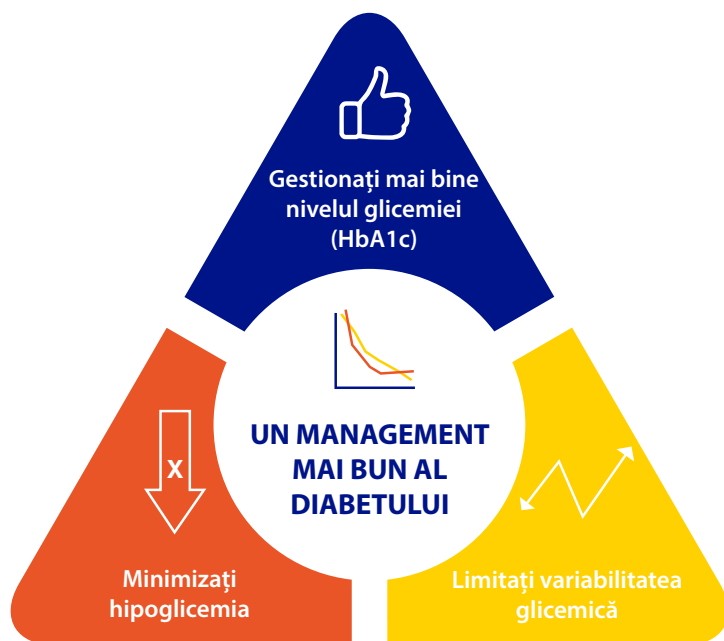 Gestionați mai bine
nivelul glicemiei
(HbA1c)
UN MANAGEMENT
MAI BUN AL
DIABETULUI
X
Minimizați
hipoglicemia
Limitați variabilitatea
glicemică